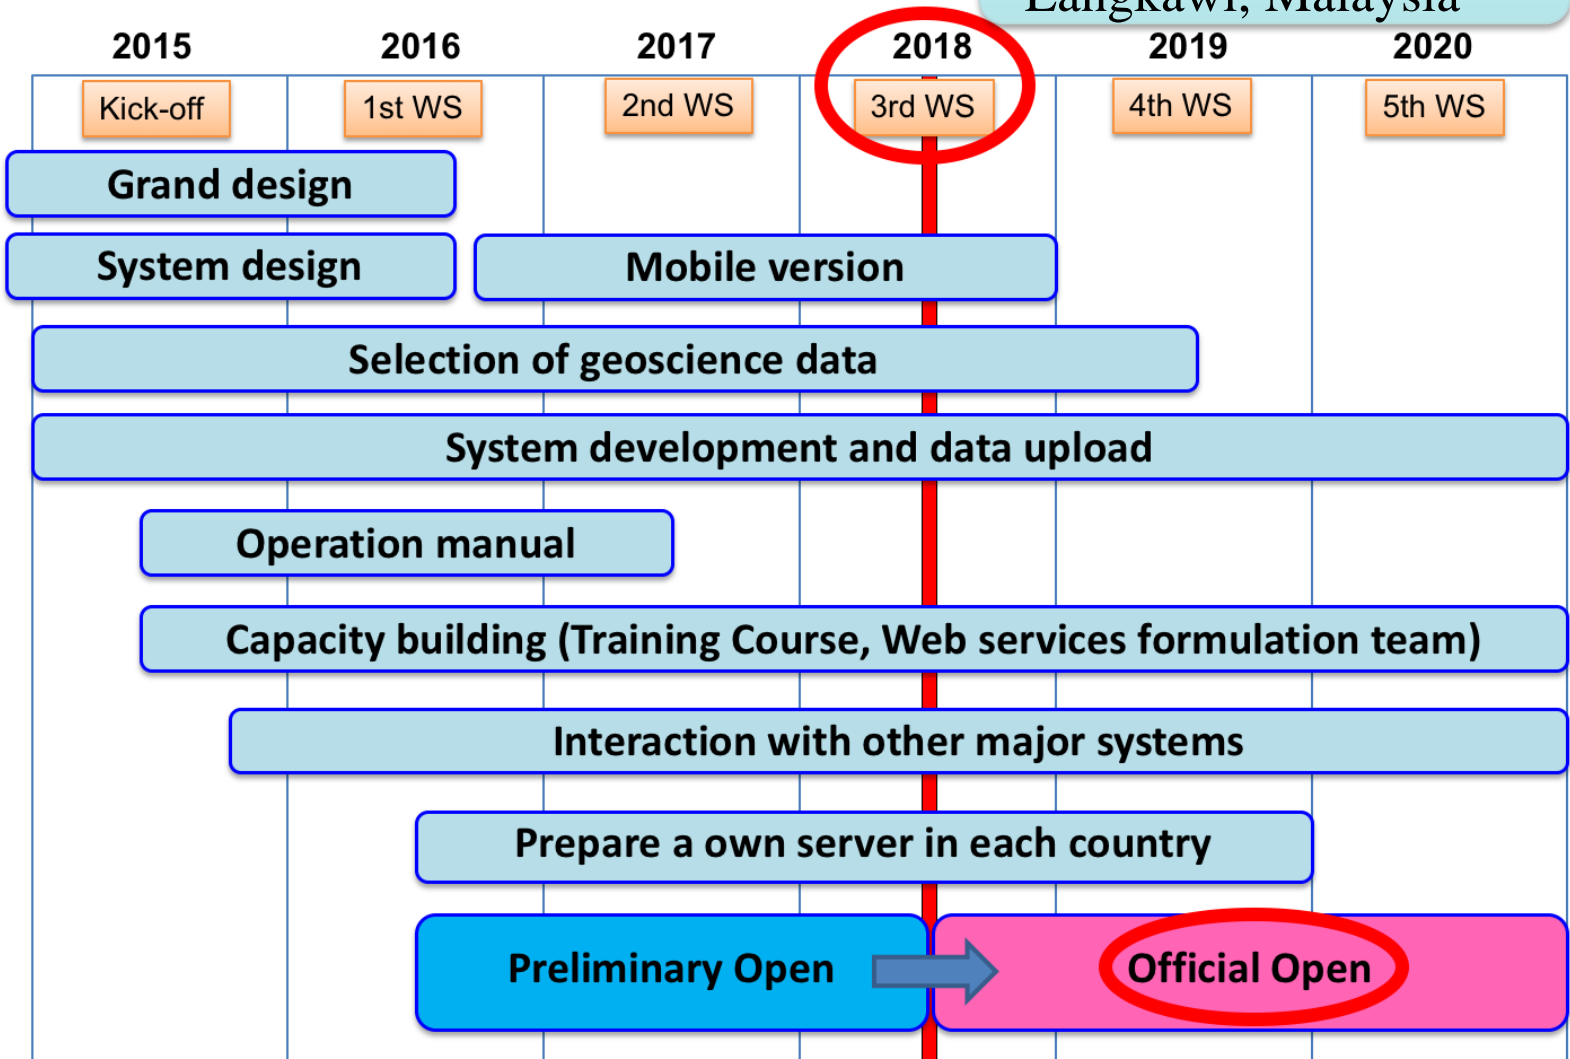 Langkawi, Malaysia
2015 2016 2017 2018 2019 2020
Kick-off 1st WS 2nd WS 3rd WS 4th WS 5th WS
Grand design
System design Mobile version
Selection of geoscience data
System development and data upload
Operation manual
Capacity building (Training Course, Web services formulation team)
Interaction with other major systems
Prepare a own server in each country
Preliminary Open Official Open